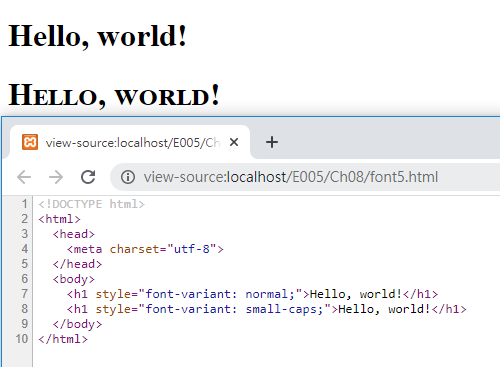 Hello, world!
Hello, world!
view-source:localhost/E005/Ch
view-source:localhost/E005/Ch08/font5.html
1 <!DOCTYPE html>
2 <html>
3   <head>
4     <meta charset="utf-8">
5   </head>
6   <body>
7     <h1 style="font-variant: normal;">Hello, world!</h1>
8     <h1 style="font-variant: small-caps;">Hello, world!</h1>
9   </body>
10 </html>